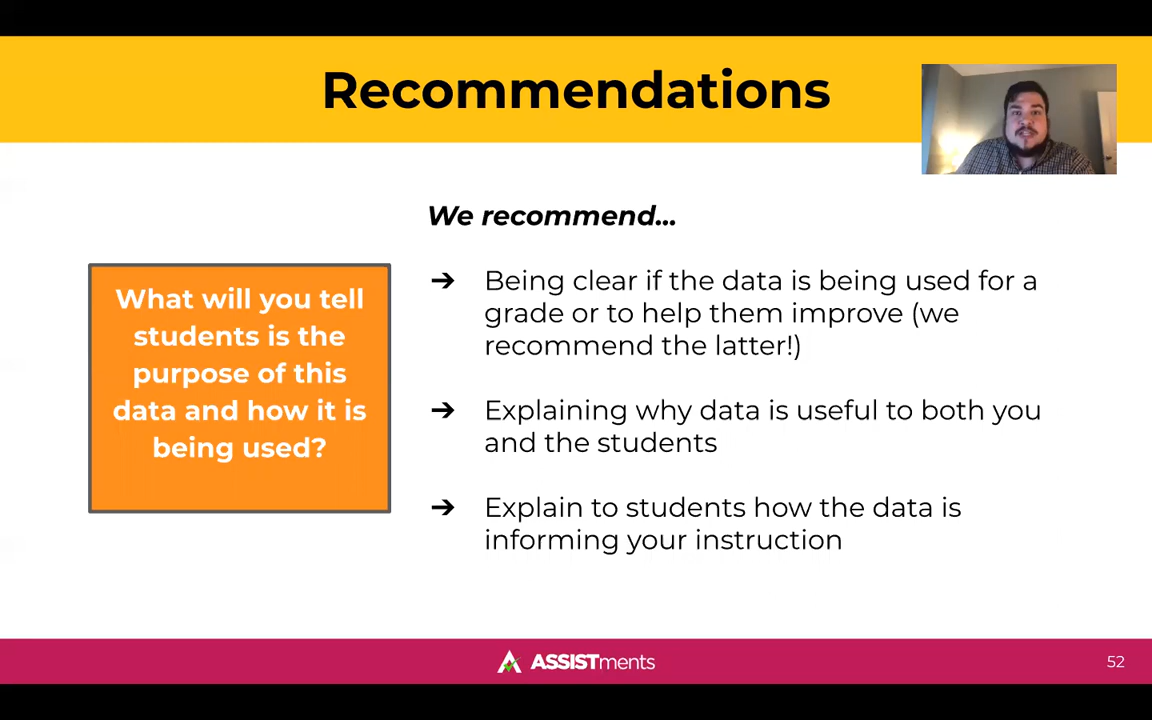 Recommendations
We recommend...
What will you tell
students is the
purpose of this
data and how it is
being used?
➔ Being clear if the data is being used for a
grade or to help them improve (we
recommend the latter!)
➔ Explaining why data is useful to both you
and the students
➔ Explain to students how the data is
informing your instruction
ASSISTments
52